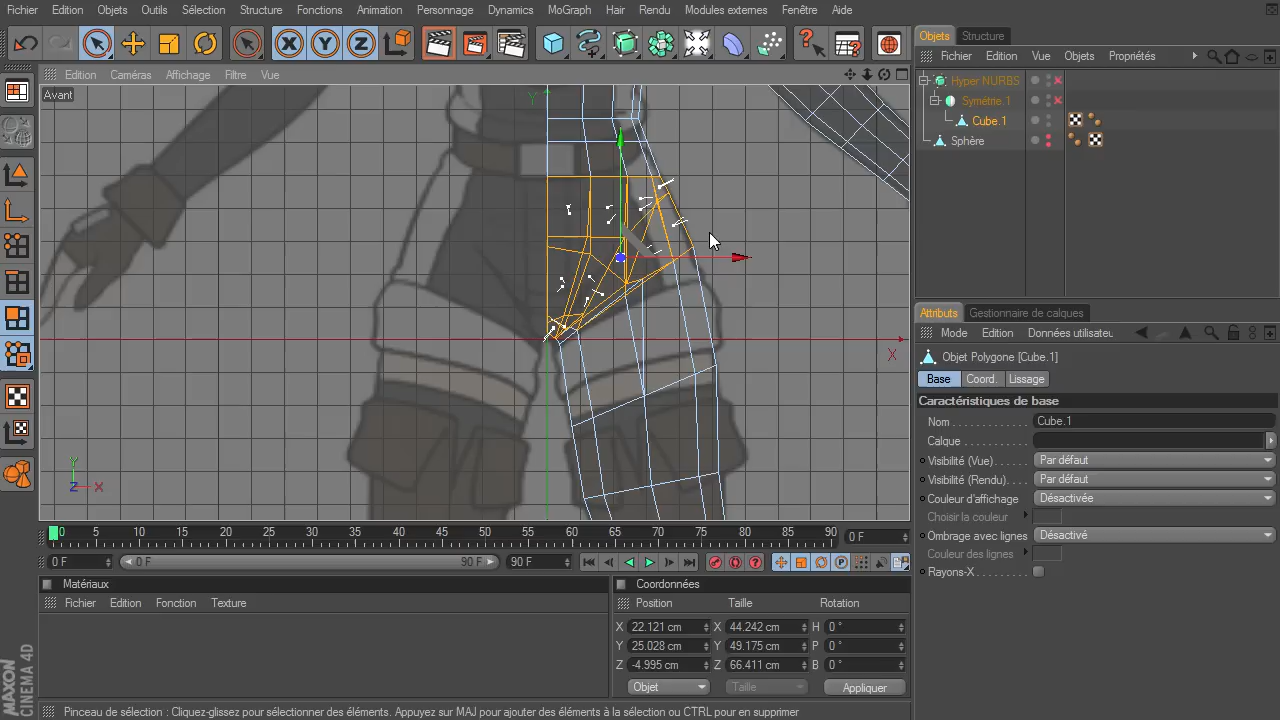 Fichier Edition Objets Outils Sélection Structure Fonctions Animation Personnage Dynamics MoGraph Hair Rendu Modules externes Fenêtre Aide
Edition Caméras Affichage Filtre Vue
Avant
Y
X
Y
Z X
Objets Structure
Fichier Edition Vue Objets Propriétés
Hyper NURBS
Symétrie.1
Cube.1
Sphère
Attributs Gestionnaire de calques
Mode Edition Données utilisateu
Objet Polygone [Cube.1]
Base Coord. Lissage
Caractéristiques de base
Nom Cube.1
Calque
Visibilité (Vue) Par défaut
Visibilité (Rendu) Par défaut
Couleur d'affichage Désactivée
Choisir la couleur
Ombrage avec lignes Désactivé
Couleur des lignes
Rayons-X
0 5 10 15 20 25 30 35 40 45 50 55 60 65 70 75 80 85 90 0 F
0 F 0 F 90 F 90 F
Matériaux
Fichier Edition Fonction Texture
Coordonnées
Position Taille Rotation
X 22.121 cm X 44.242 cm H 0 °
Y 25.028 cm Y 49.175 cm P 0 °
Z -4.995 cm Z 66.411 cm B 0 °
Objet Taille Appliquer
MAXON CINEMA 4D
Pinceau de sélection : Cliquez-glissez pour sélectionner des éléments. Appuyez sur MAJ pour ajouter des éléments à la sélection ou CTRL pour en supprimer